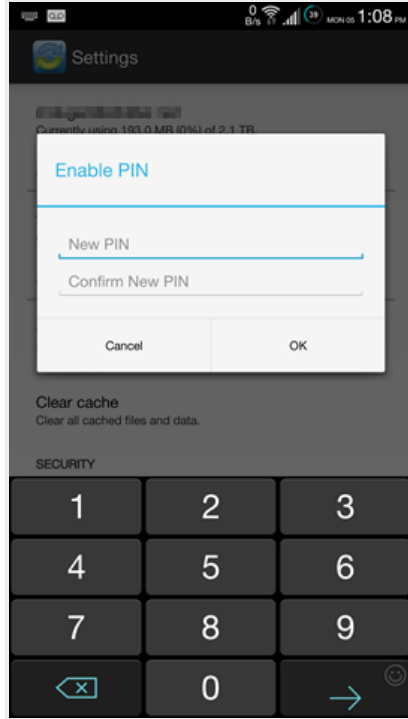 0
B/s
39
MON 05 1:08 PM
Settings
Currently using 193.0 MB (0%) of 2.1 TB
Enable PIN
New PIN
Confirm New PIN
Cancel
OK
Clear cache
Clear all cached files and data.
SECURITY
1 2 3
4 5 6
7 8 9
0